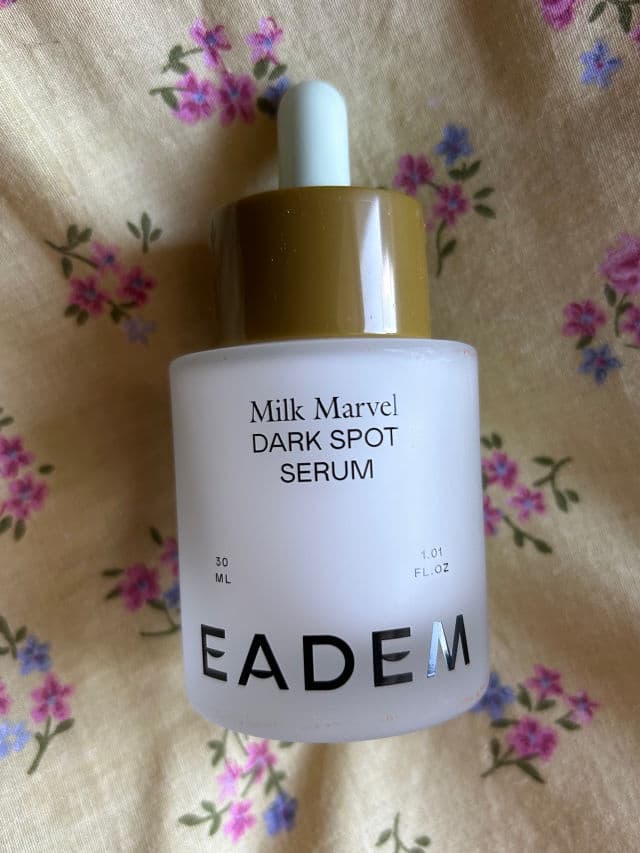 Milk Marvel
DARK SPOT
SERUM
30
ML
1.01
FL.OZ
EADEM